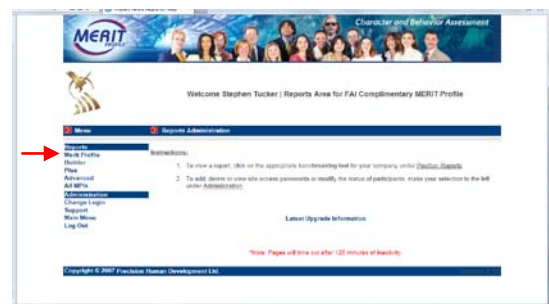 MERIT
PROFILE
Character and Behavior Assessment
Welcome Stephen Tucker | Reports Area for FAI Complimentary MERIT Profile
Menu
Reports Administration
Reports
Merit Profile
Builder
Plus
Advanced
All MPIs
Administration
Change Login
Support
Main Menu
Log Out
Instructions:
1. To view a report, click on the appropriate benchmarking tool for your company, under Position Reports.
2. To add, delete or view site access passwords or modify the status of participants, make your selection to the left
under Administration.
Latest Upgrade Information
*Note: Pages will time out after 120 minutes of inactivity.
Copyright © 2007 Precision Human Development Ltd.